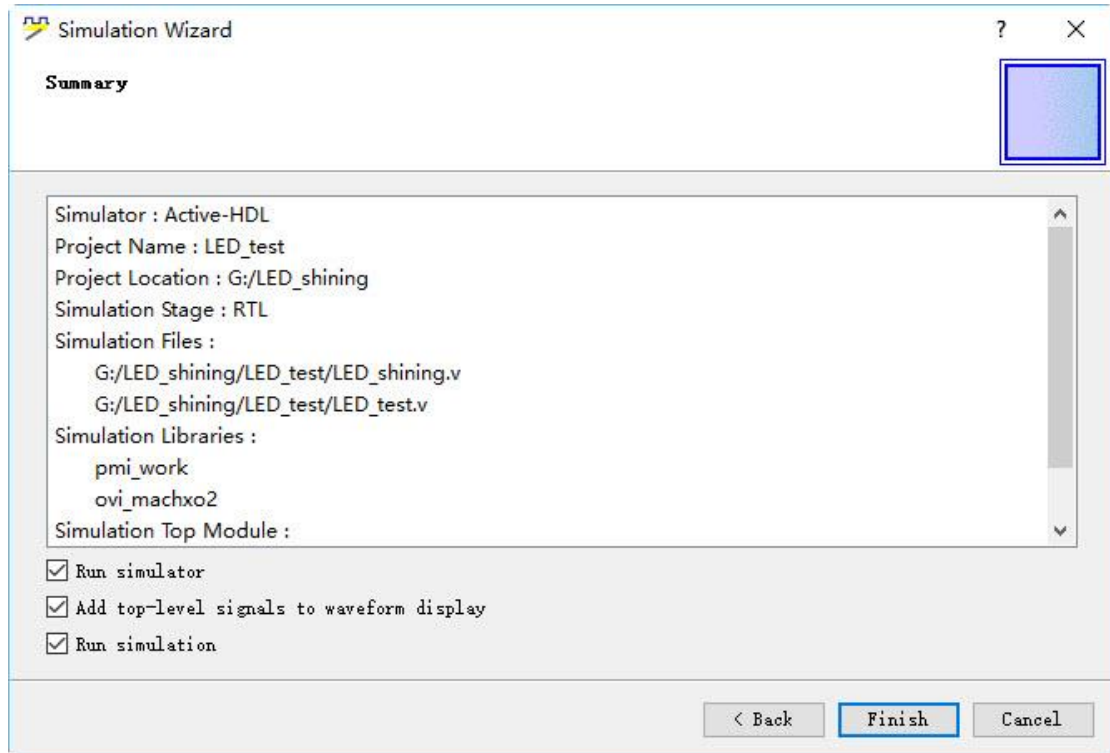 Simulation Wizard
?
Summary
Simulator : Active-HDL
Project Name : LED_test
Project Location : G:/LED_shining
Simulation Stage : RTL
Simulation Files :
G:/LED_shining/LED_test/LED_shining.v
G:/LED_shining/LED_test/LED_test.v
Simulation Libraries :
pmi_work
ovi_machxo2
Simulation Top Module :
Run simulator
Add top-level signals to waveform display
Run simulation
< Back Finish Cancel